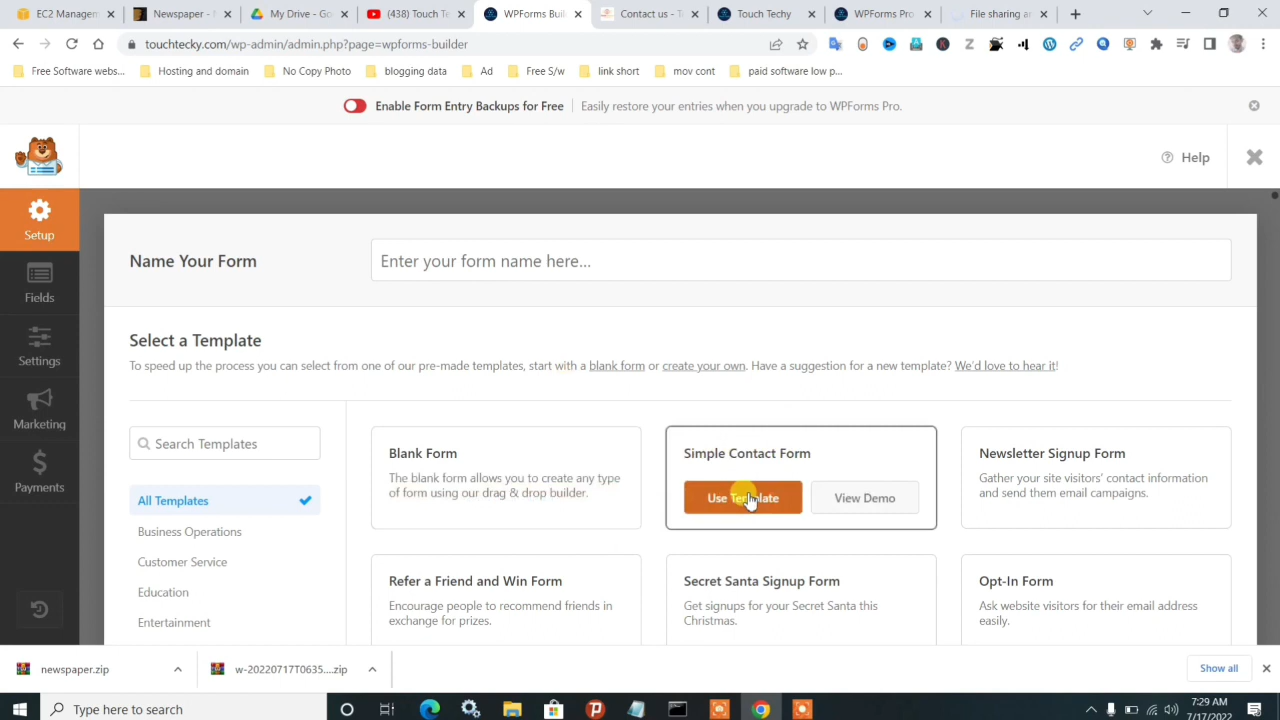 EC2 Managem
Newspaper -
My Drive - Go
(438) Touch Te
WPForms Buil
Contact us - T
Touch Techy
WPForms Pro
File sharing ar
touchtecky.com/wp-admin/admin.php?page=wpforms-builder
Free Software webs...
Hosting and domain
No Copy Photo
blogging data
Ad
Free S/w
link short
mov cont
paid software low p...
Enable Form Entry Backups for Free
Easily restore your entries when you upgrade to WPForms Pro.
Help
Setup
Fields
Settings
Marketing
Payments
Name Your Form
Enter your form name here...
Select a Template
To speed up the process you can select from one of our pre-made templates, start with a blank form or create your own. Have a suggestion for a new template? We'd love to hear it!
Search Templates
All Templates
Business Operations
Customer Service
Education
Entertainment
Blank Form
The blank form allows you to create any type
of form using our drag & drop builder.
Simple Contact Form
Use Template
View Demo
Newsletter Signup Form
Gather your site visitors' contact information
and send them email campaigns.
Refer a Friend and Win Form
Encourage people to recommend friends in
exchange for prizes.
Secret Santa Signup Form
Get signups for your Secret Santa this
Christmas.
Opt-In Form
Ask website visitors for their email address
easily.
newspaper.zip
w-20220717T0635....zip
Show all
Type here to search
7:29 AM
7/17/2022